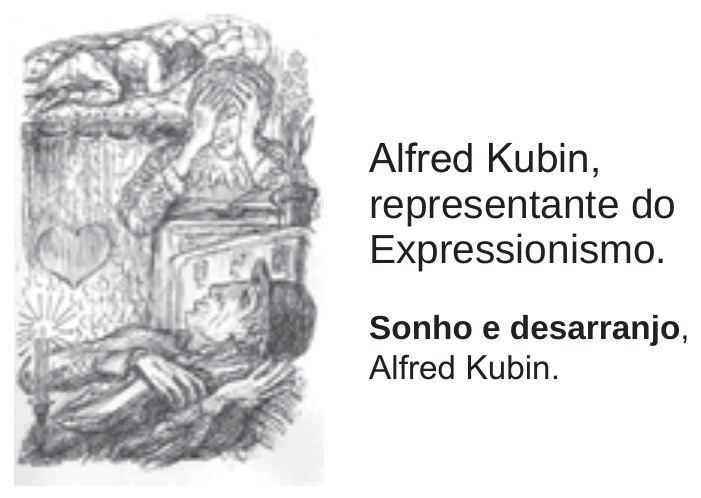 Alfred Kubin,
representante do
Expressionismo.
Sonho e desarranjo,
Alfred Kubin.